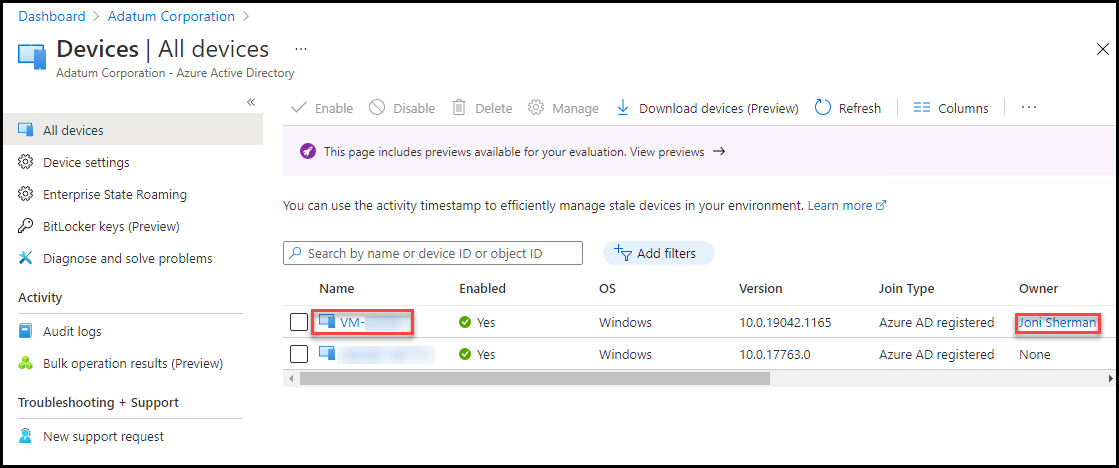 Dashboard > Adatum Corporation >
Devices | All devices ...
Adatum Corporation - Azure Active Directory
«
All devices
Device settings
Enterprise State Roaming
BitLocker keys (Preview)
Diagnose and solve problems
Activity
Audit logs
Bulk operation results (Preview)
Troubleshooting + Support
New support request
Enable Disable Delete Manage Download devices (Preview) Refresh Columns ...
This page includes previews available for your evaluation. View previews →
You can use the activity timestamp to efficiently manage stale devices in your environment. Learn more
Search by name or device ID or object ID Add filters
Name Enabled OS Version Join Type Owner
VM- Yes Windows 10.0.19042.1165 Azure AD registered Joni Sherman
Yes Windows 10.0.17763.0 Azure AD registered None